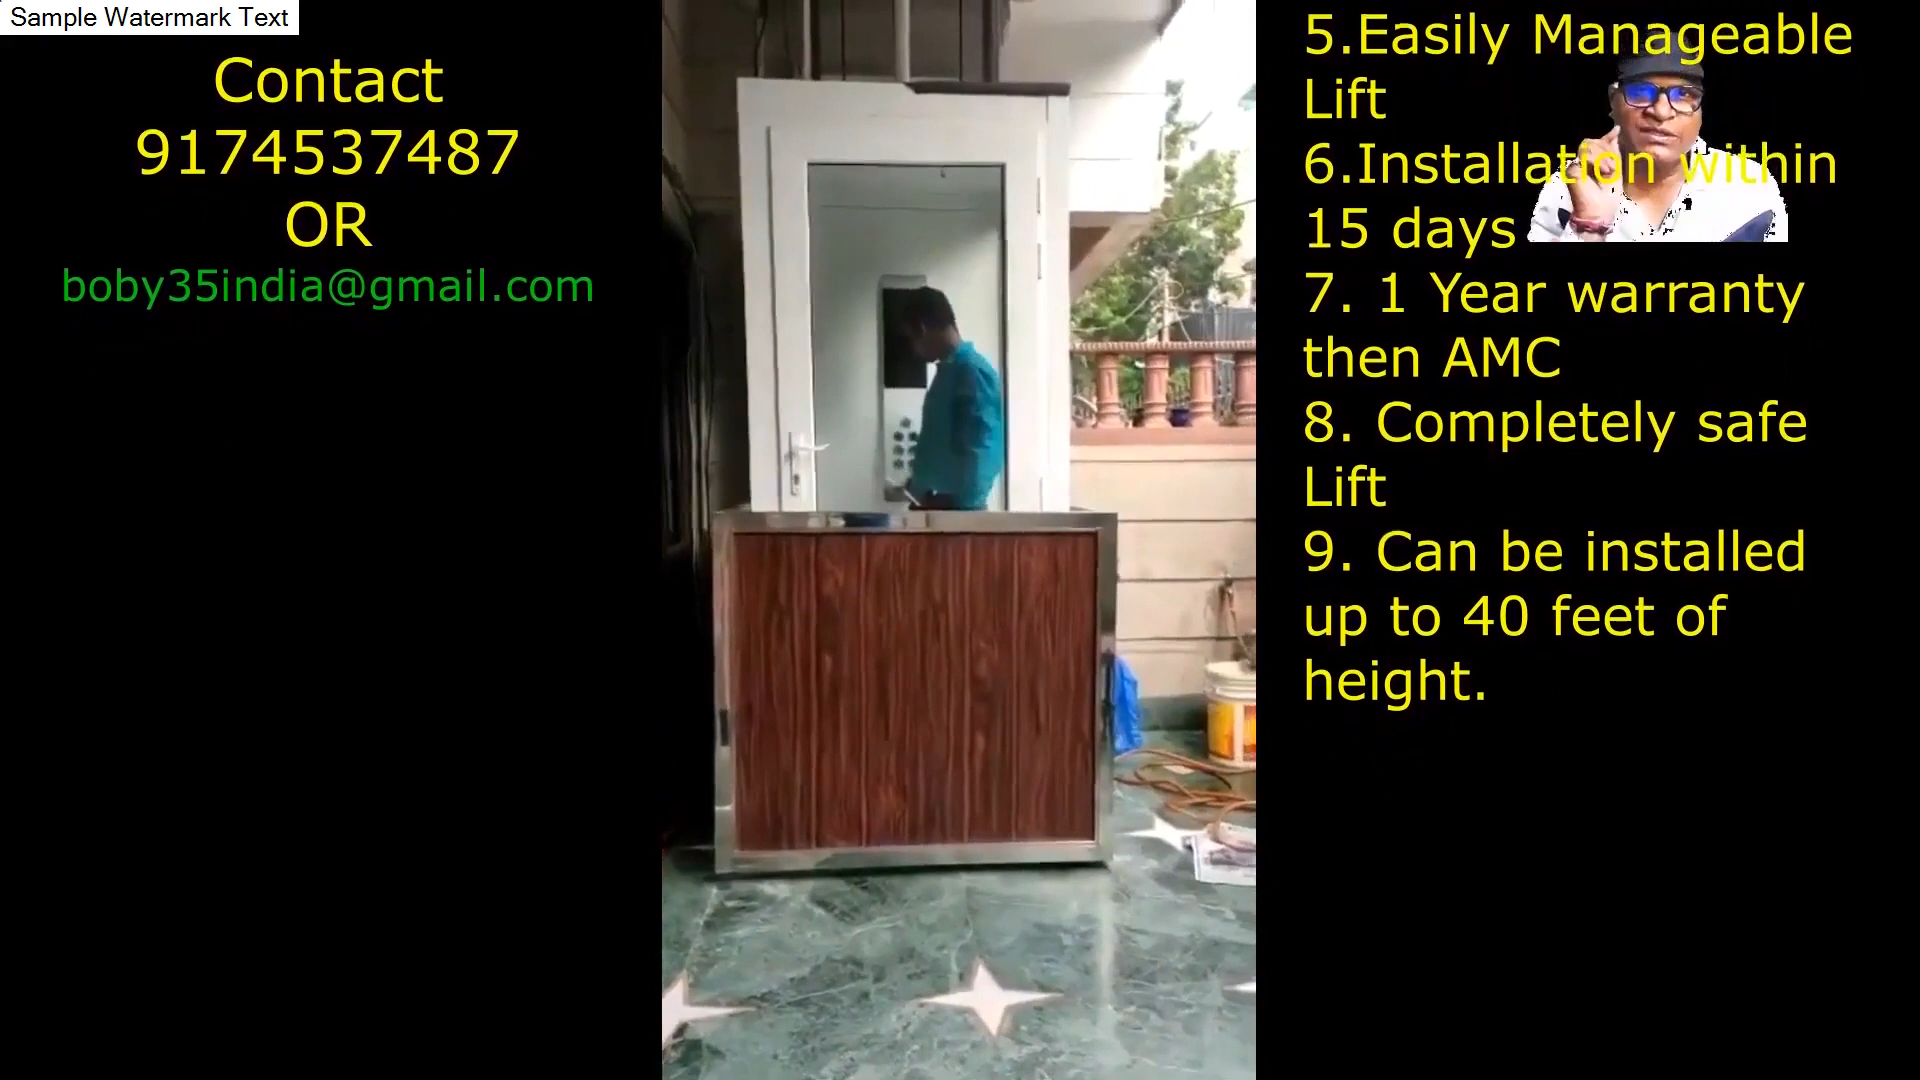 Sample Watermark Text
Contact
9174537487
OR
boby35india@gmail.com
5.Easily Manageable
Lift
6.Installation within
15 days
7. 1 Year warranty
then AMC
8. Completely safe
Lift
9. Can be installed
up to 40 feet of
height.